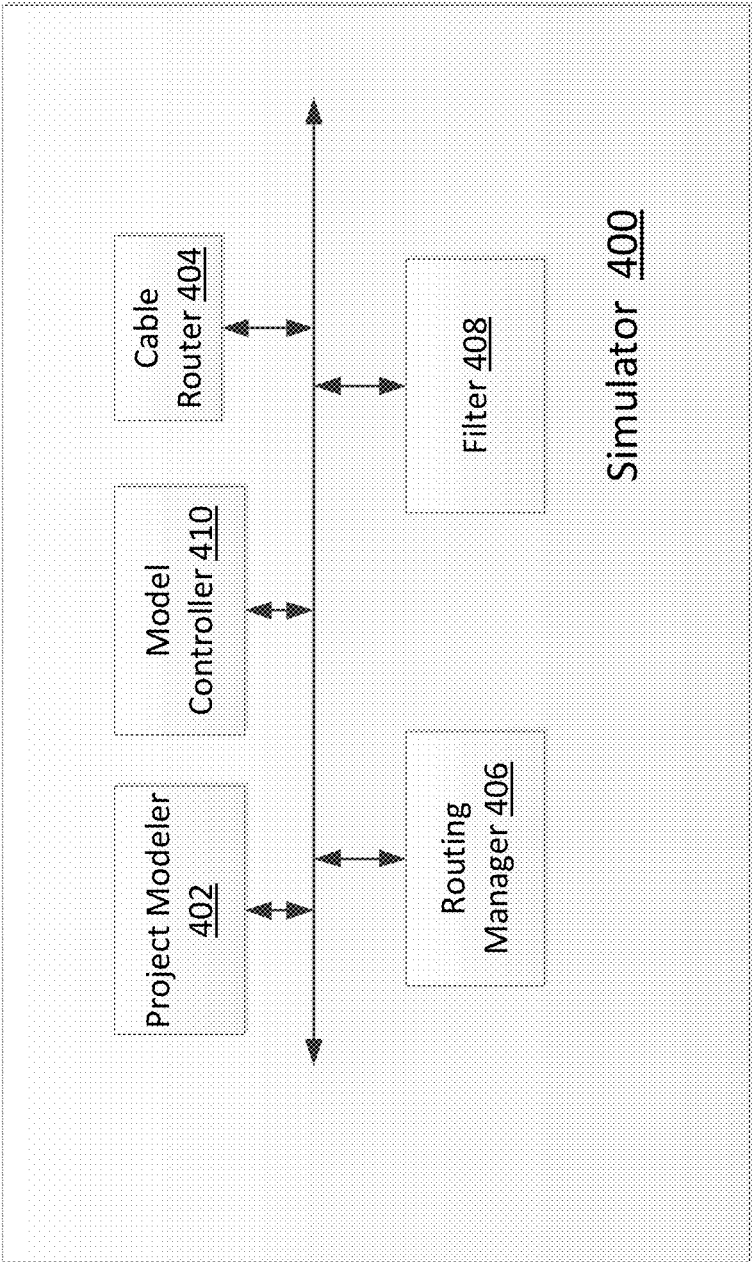 Project Modeler
402
Model
Controller 410
Cable
Router 404
Routing
Manager 406
Filter 408
Simulator 400